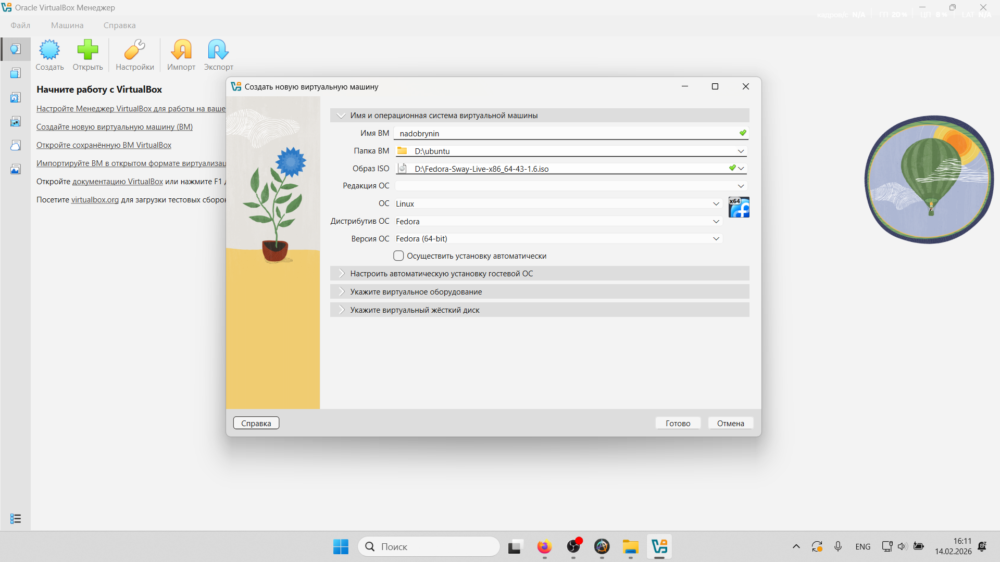 Oracle VirtualBox Менеджер
кадров/с N/A ГП 20 % ЦП 8 % LAT N/A
Файл Машина Справка
Создать Открыть Настройки Импорт Экспорт
Начните работу с VirtualBox
Настройте Менеджер VirtualBox для работы на ваше
Создайте новую виртуальную машину (ВМ)
Откройте сохранённую ВМ VirtualBox
Импортируйте ВМ в открытом формате виртуализац
Откройте документацию VirtualBox или нажмите F1 д
Посетите virtualbox.org для загрузки тестовых сборок
Создать новую виртуальную машину
Имя и операционная система виртуальной машины
Имя ВМ nadobrynin
Папка ВМ D:\ubuntu
Образ ISO D:\Fedora-Sway-Live-x86_64-43-1.6.iso
Редакция ОС
ОС Linux
x64
Дистрибутив ОС Fedora
Версия ОС Fedora (64-bit)
Осуществить установку автоматически
Настроить автоматическую установку гостевой ОС
Укажите виртуальное оборудование
Укажите виртуальный жёсткий диск
Справка Готово Отмена
Поиск
ENG
16:11
14.02.2026